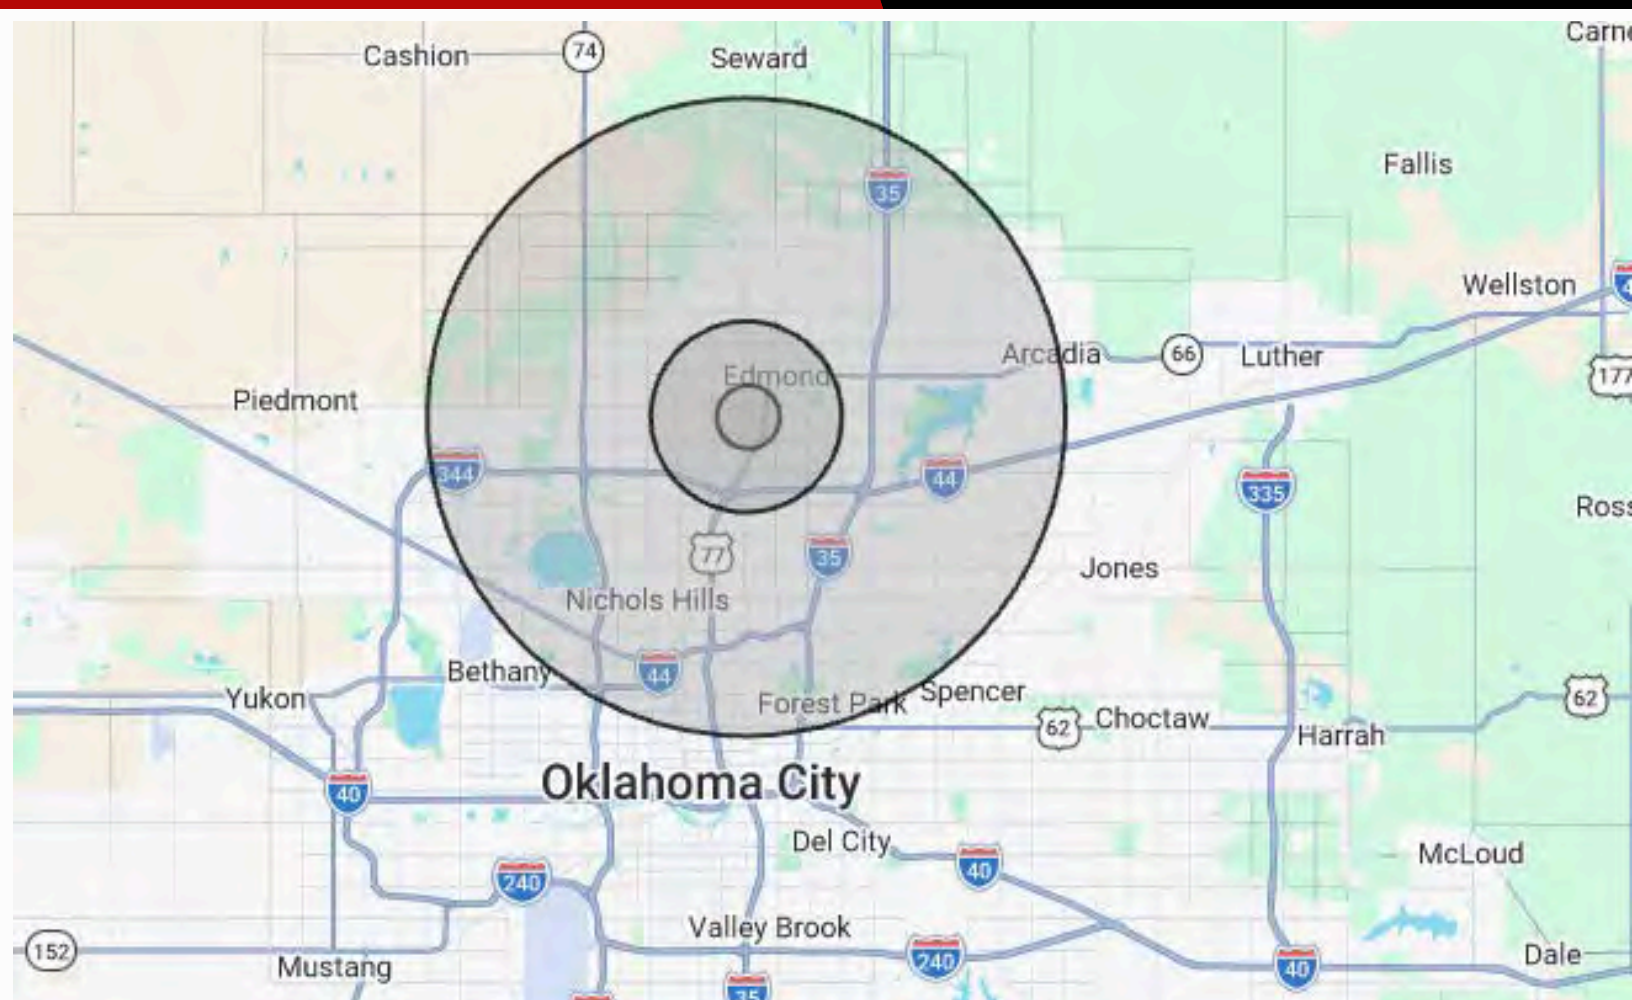 Carne
Cashion
74
Seward
Fallis
35
Wellston
Arcadia
66
Luther
Edmond
177
Piedmont
344
44
335
Ross
77
35
Jones
Nichols Hills
Bethany
44
Yukon
Forest Park
Spencer
62
62
Choctaw
Harrah
Oklahoma City
40
Del City
McLoud
40
240
Valley Brook
152
Mustang
240
40
Dale
35